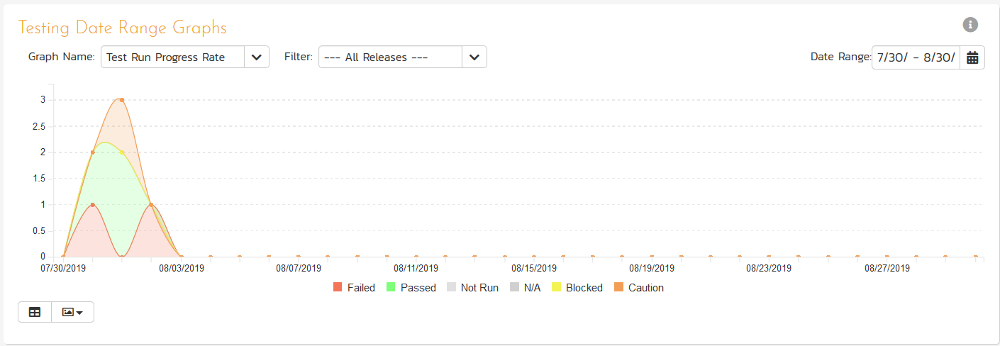 Testing Date Range Graphs
Graph Name: Test Run Progress Rate Filter: --- All Releases --- Date Range: 7/30/ - 8/30/
3
2.5
2
1.5
1
0.5
0
07/30/2019 08/03/2019 08/07/2019 08/11/2019 08/15/2019 08/19/2019 08/23/2019 08/27/2019
Failed Passed Not Run N/A Blocked Caution